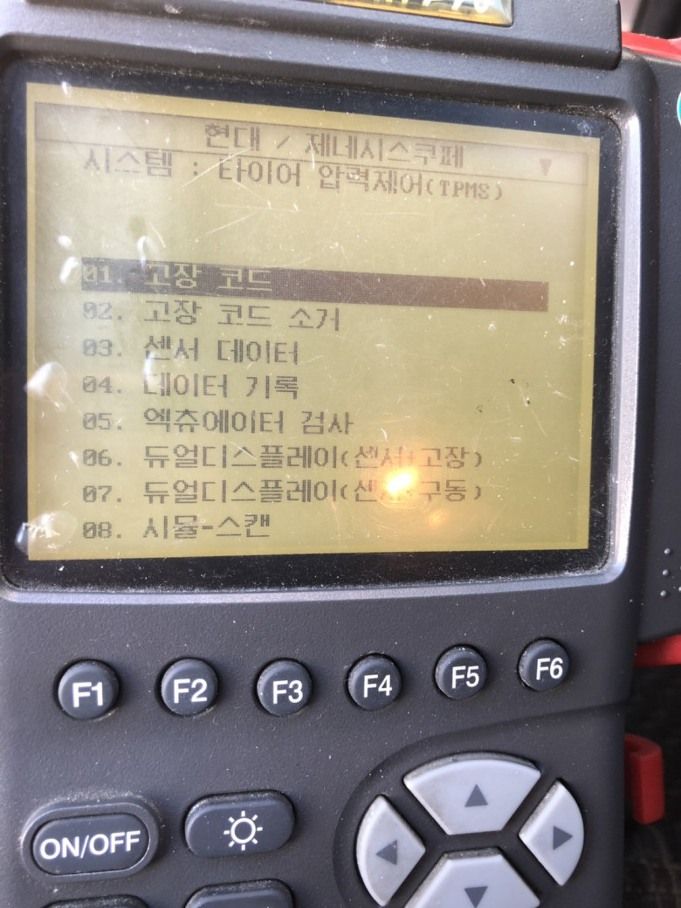 현대 / 제네시스쿠페
시스템 : 타이어 압력제어(TPMS)
01. 고장 코드
02. 고장 코드 소거
03. 센서 데이터
04. 데이터 기록
05. 엑츄에이터 검사
06. 듀얼디스플레이(센서+고장)
07. 듀얼디스플레이(센서+구동)
08. 시뮬-스캔
F1 F2 F3 F4 F5 F6
ON/OFF